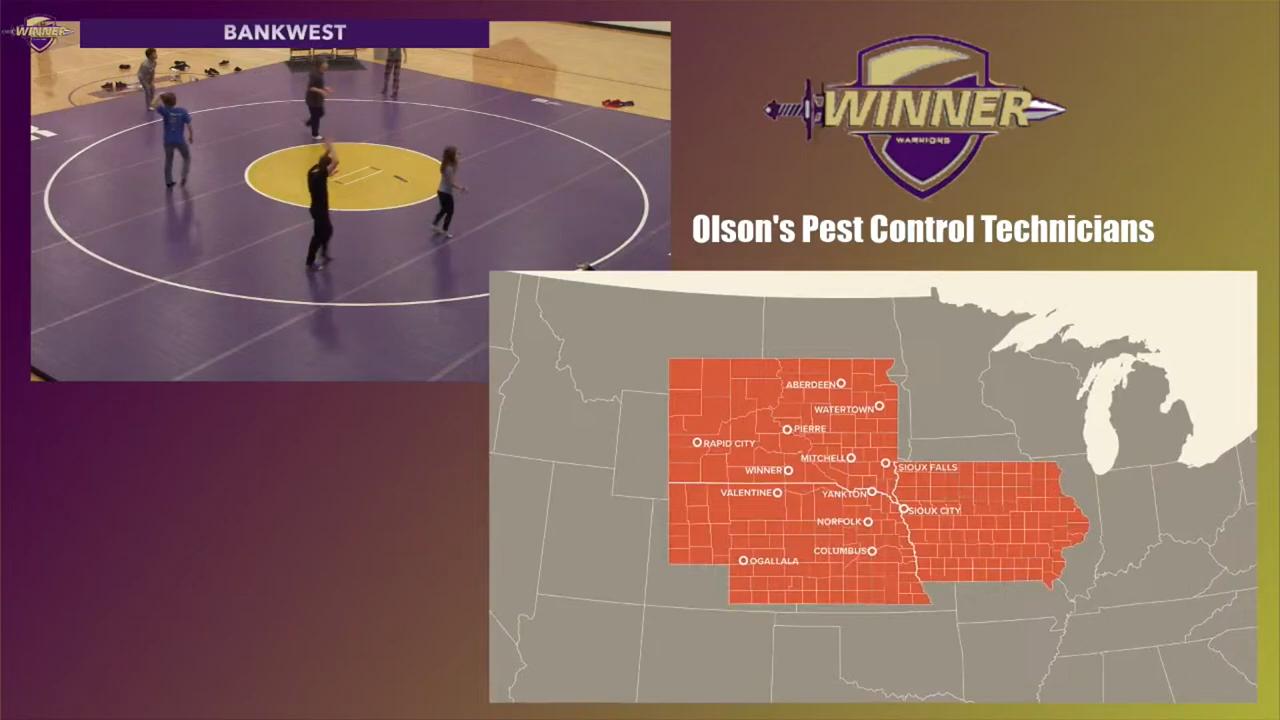 WINNER
BANKWEST
WINNER
WARRIORS
Olson's Pest Control Technicians
ABERDEEN
WATERTOWN
PIERRE
RAPID CITY
MITCHELL
SIOUX FALLS
WINNER
VALENTINE
YANKTON
SIOUX CITY
NORFOLK
COLUMBUS
OGALLALA